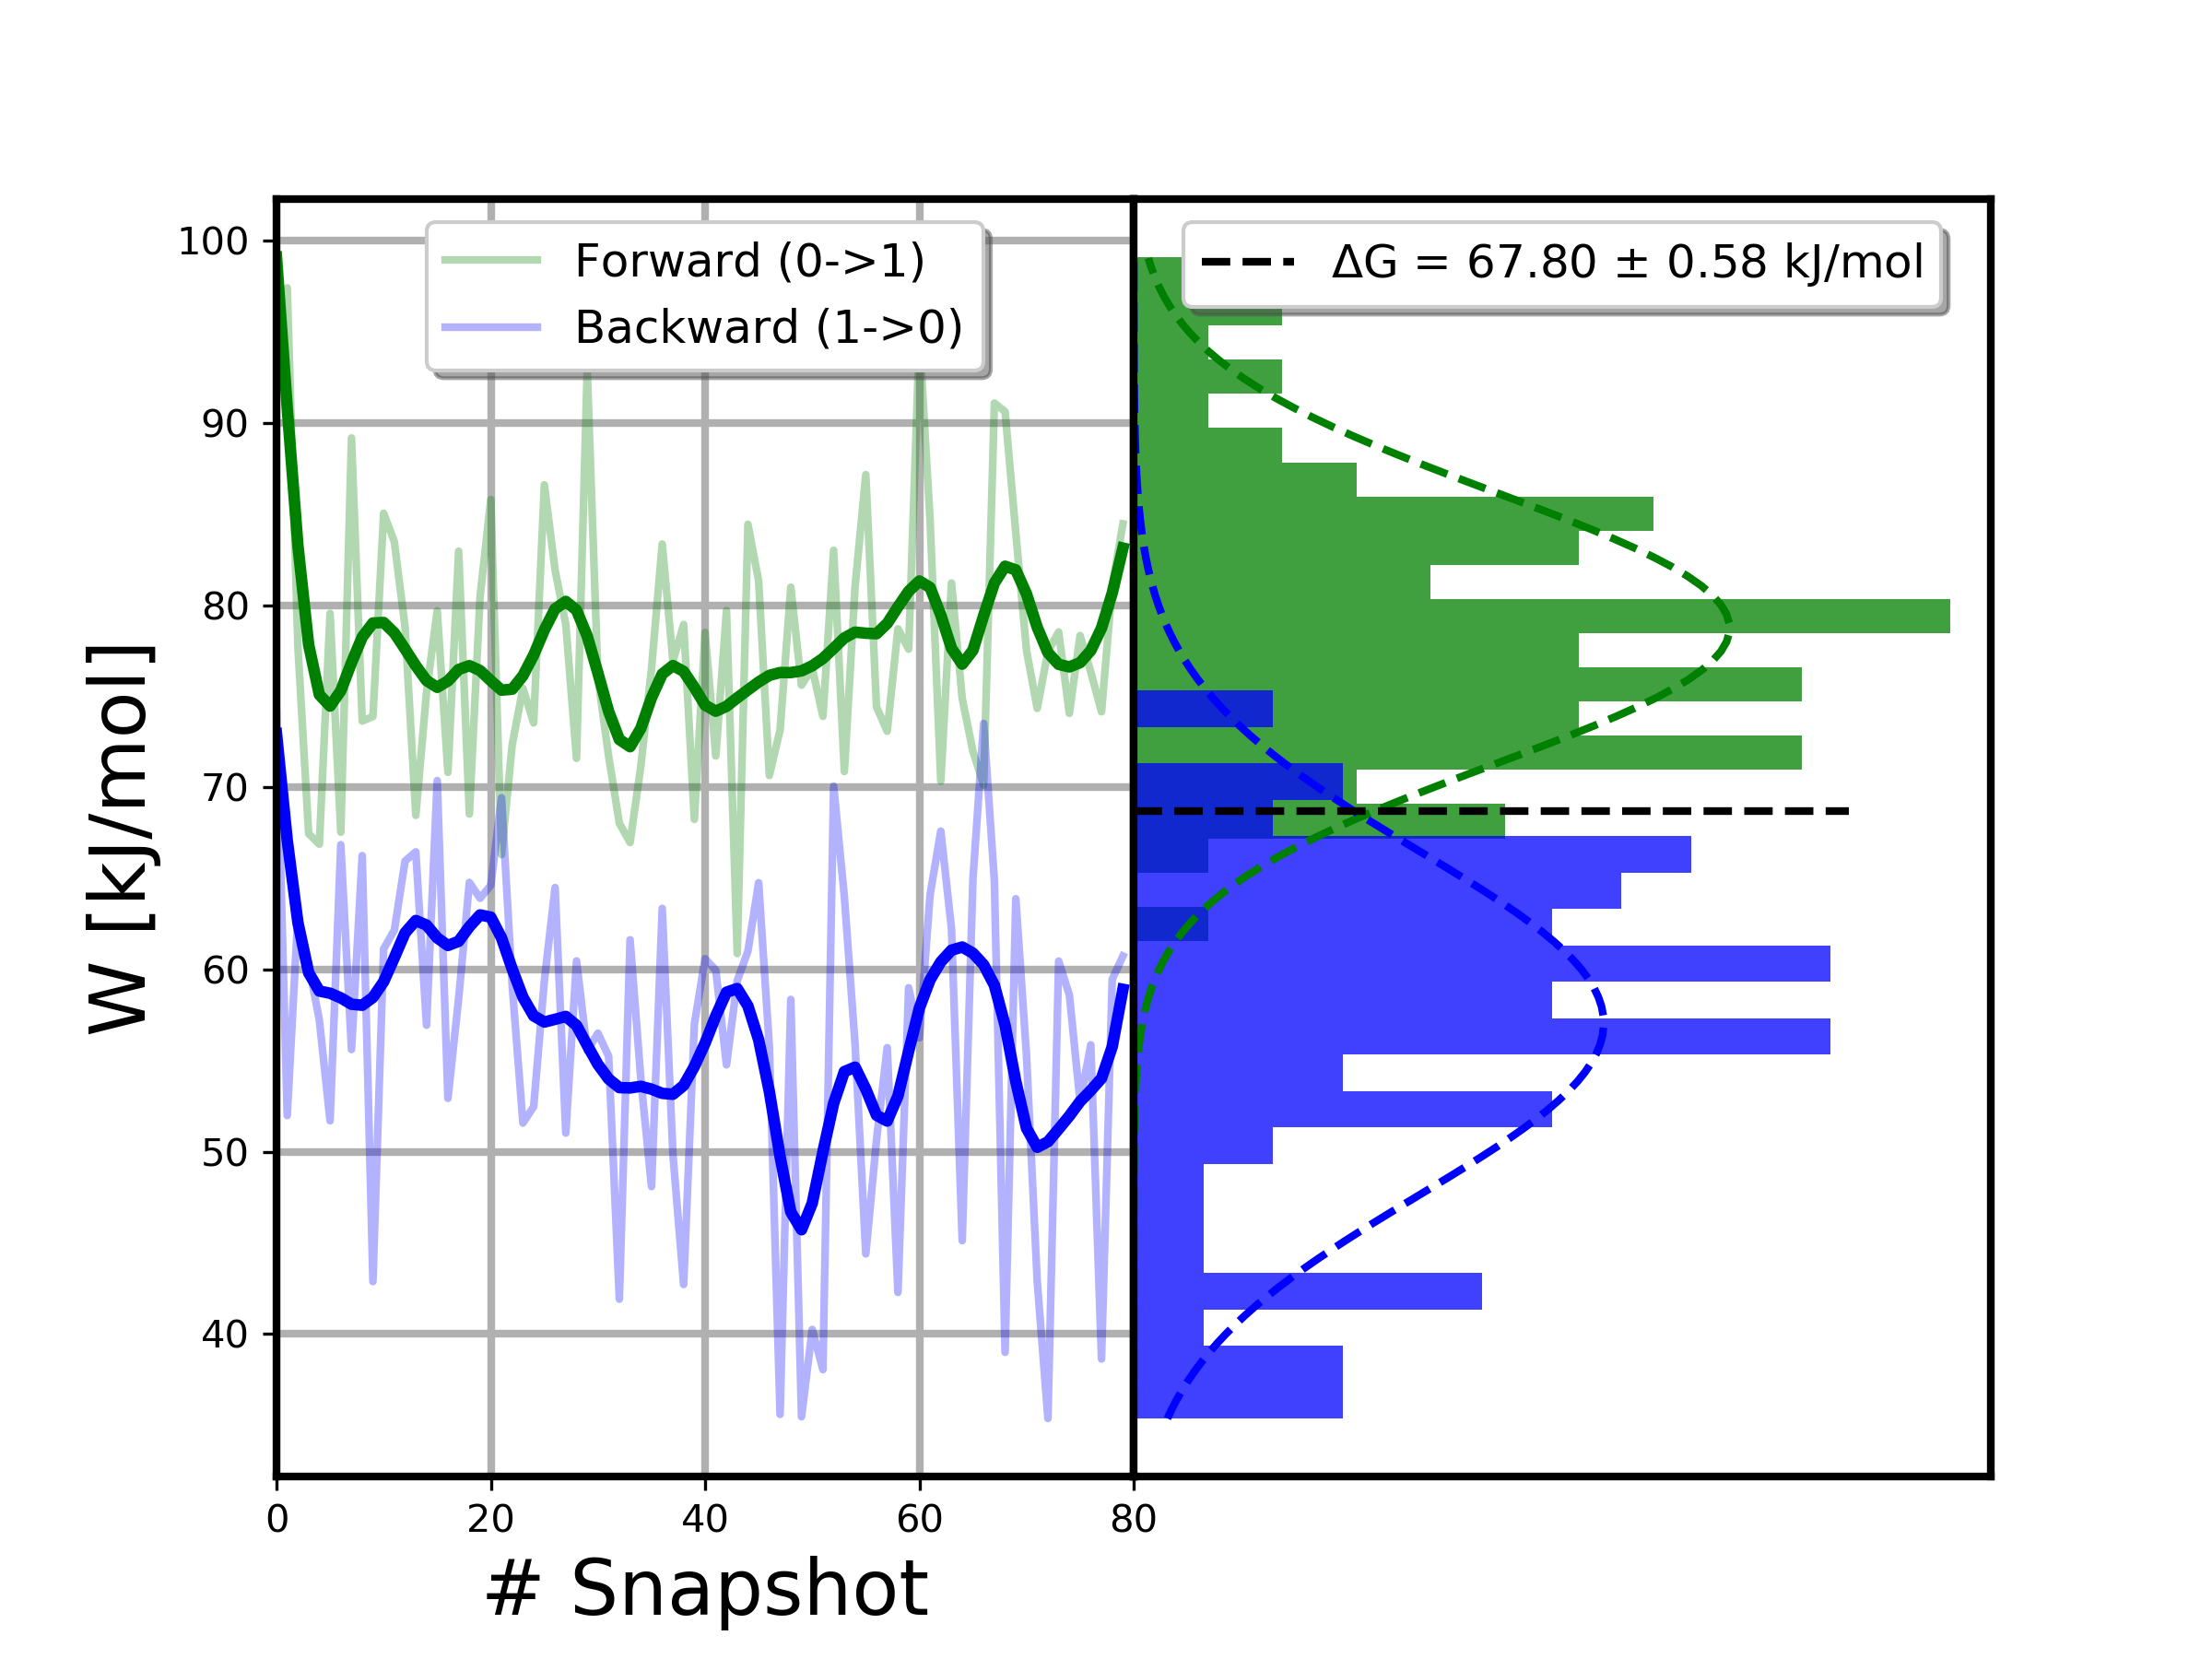 Forward (0->1)
Backward (1->0)
ΔG = 67.80 ± 0.58 kJ/mol
W [kJ/mol]
100
90
80
70
60
50
40
0 20 40 60 80
# Snapshot